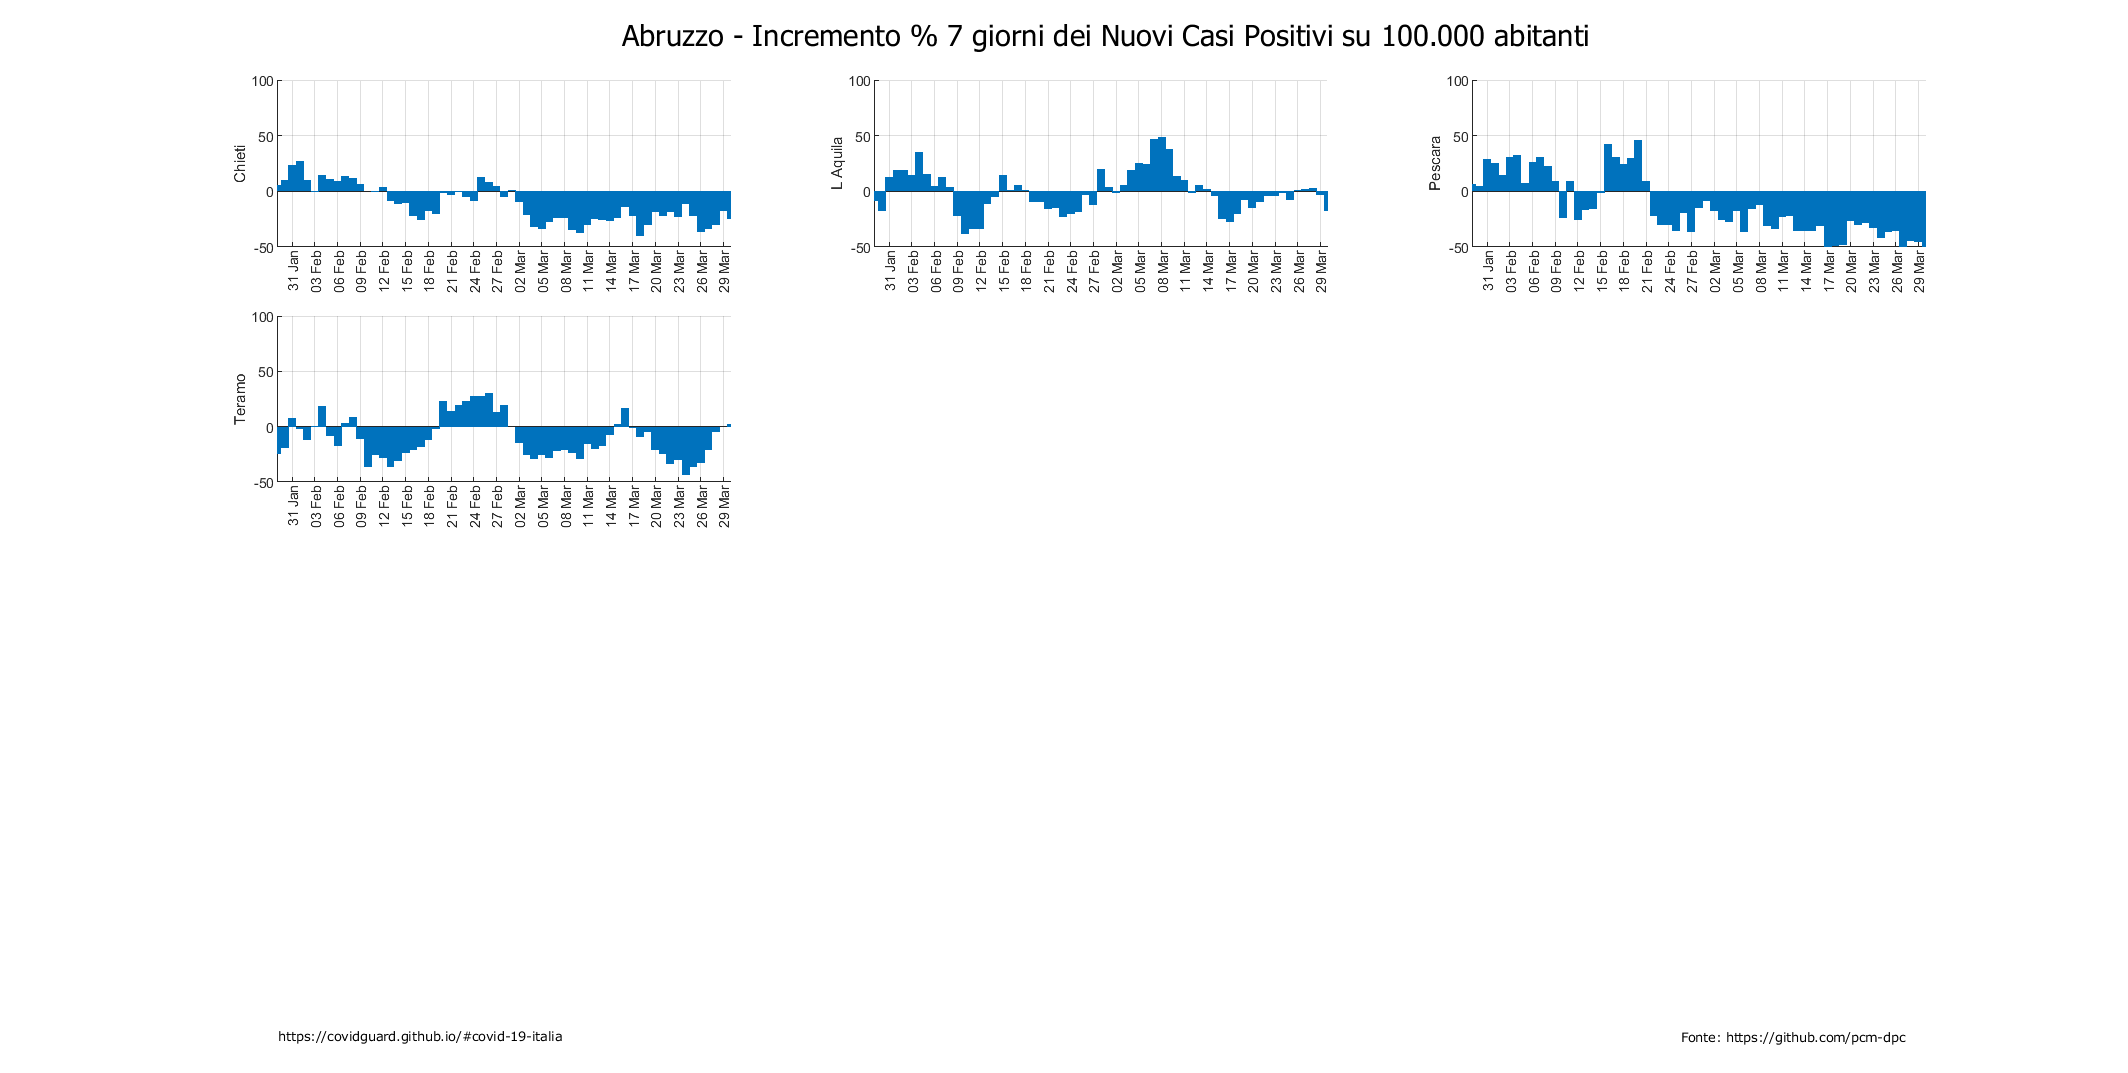 Abruzzo - Incremento % 7 giorni dei Nuovi Casi Positivi su 100.000 abitanti
Chieti
100
50
0
-50
31 Jan 03 Feb 06 Feb 09 Feb 12 Feb 15 Feb 18 Feb 21 Feb 24 Feb 27 Feb 02 Mar 05 Mar 08 Mar 11 Mar 14 Mar 17 Mar 20 Mar 23 Mar 26 Mar 29 Mar
L Aquila
100
50
0
-50
31 Jan 03 Feb 06 Feb 09 Feb 12 Feb 15 Feb 18 Feb 21 Feb 24 Feb 27 Feb 02 Mar 05 Mar 08 Mar 11 Mar 14 Mar 17 Mar 20 Mar 23 Mar 26 Mar 29 Mar
Pescara
100
50
0
-50
31 Jan 03 Feb 06 Feb 09 Feb 12 Feb 15 Feb 18 Feb 21 Feb 24 Feb 27 Feb 02 Mar 05 Mar 08 Mar 11 Mar 14 Mar 17 Mar 20 Mar 23 Mar 26 Mar 29 Mar
Teramo
100
50
0
-50
31 Jan 03 Feb 06 Feb 09 Feb 12 Feb 15 Feb 18 Feb 21 Feb 24 Feb 27 Feb 02 Mar 05 Mar 08 Mar 11 Mar 14 Mar 17 Mar 20 Mar 23 Mar 26 Mar 29 Mar
https://covidguard.github.io/#covid-19-italia
Fonte: https://github.com/pcm-dpc